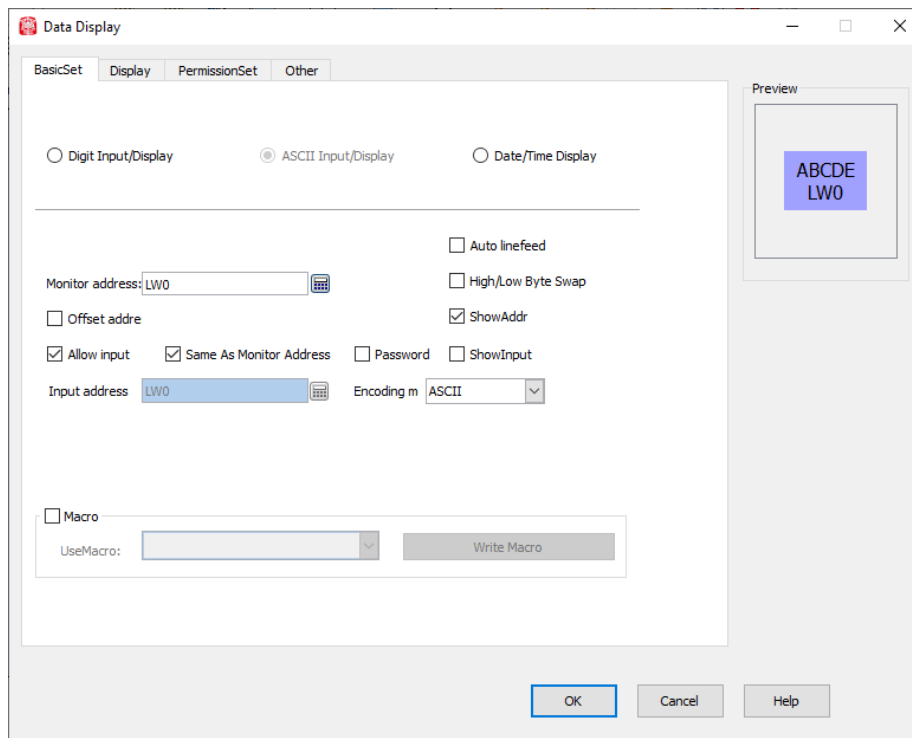 Data Display
BasicSet Display PermissionSet Other
Preview
Digit Input/Display ASCII Input/Display Date/Time Display
ABCDE
LW0
Auto linefeed
Monitor address: LW0 High/Low Byte Swap
Offset addre ShowAddr
Allow input Same As Monitor Address Password ShowInput
Input address LW0 Encoding m ASCII
Macro
UseMacro: Write Macro
OK Cancel Help